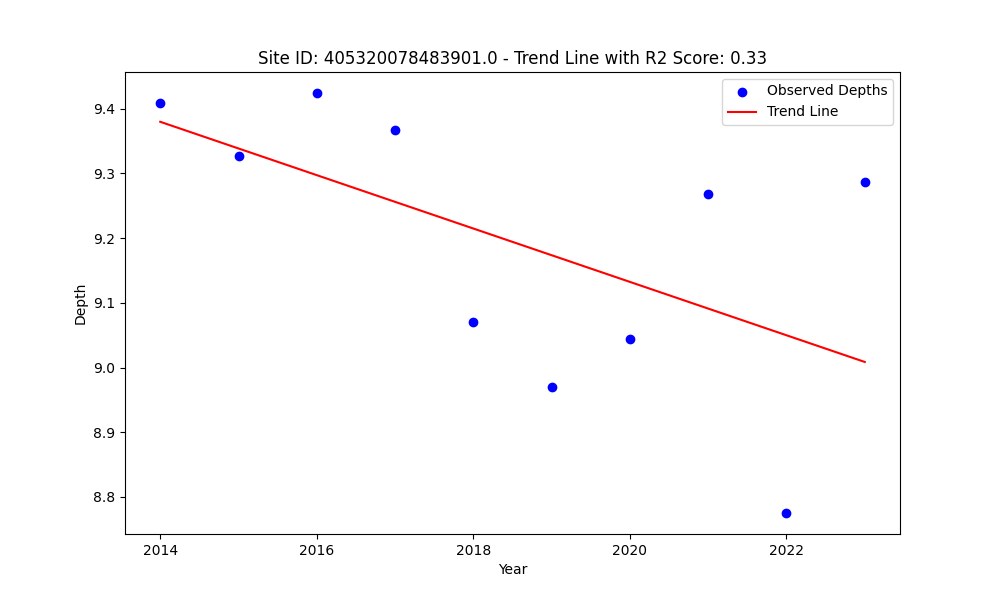 Site ID: 405320078483901.0 - Trend Line with R2 Score: 0.33
Observed Depths
Trend Line
9.4
9.3
9.2
9.1
9.0
8.9
8.8
Depth
2014
2016
2018
2020
2022
Year